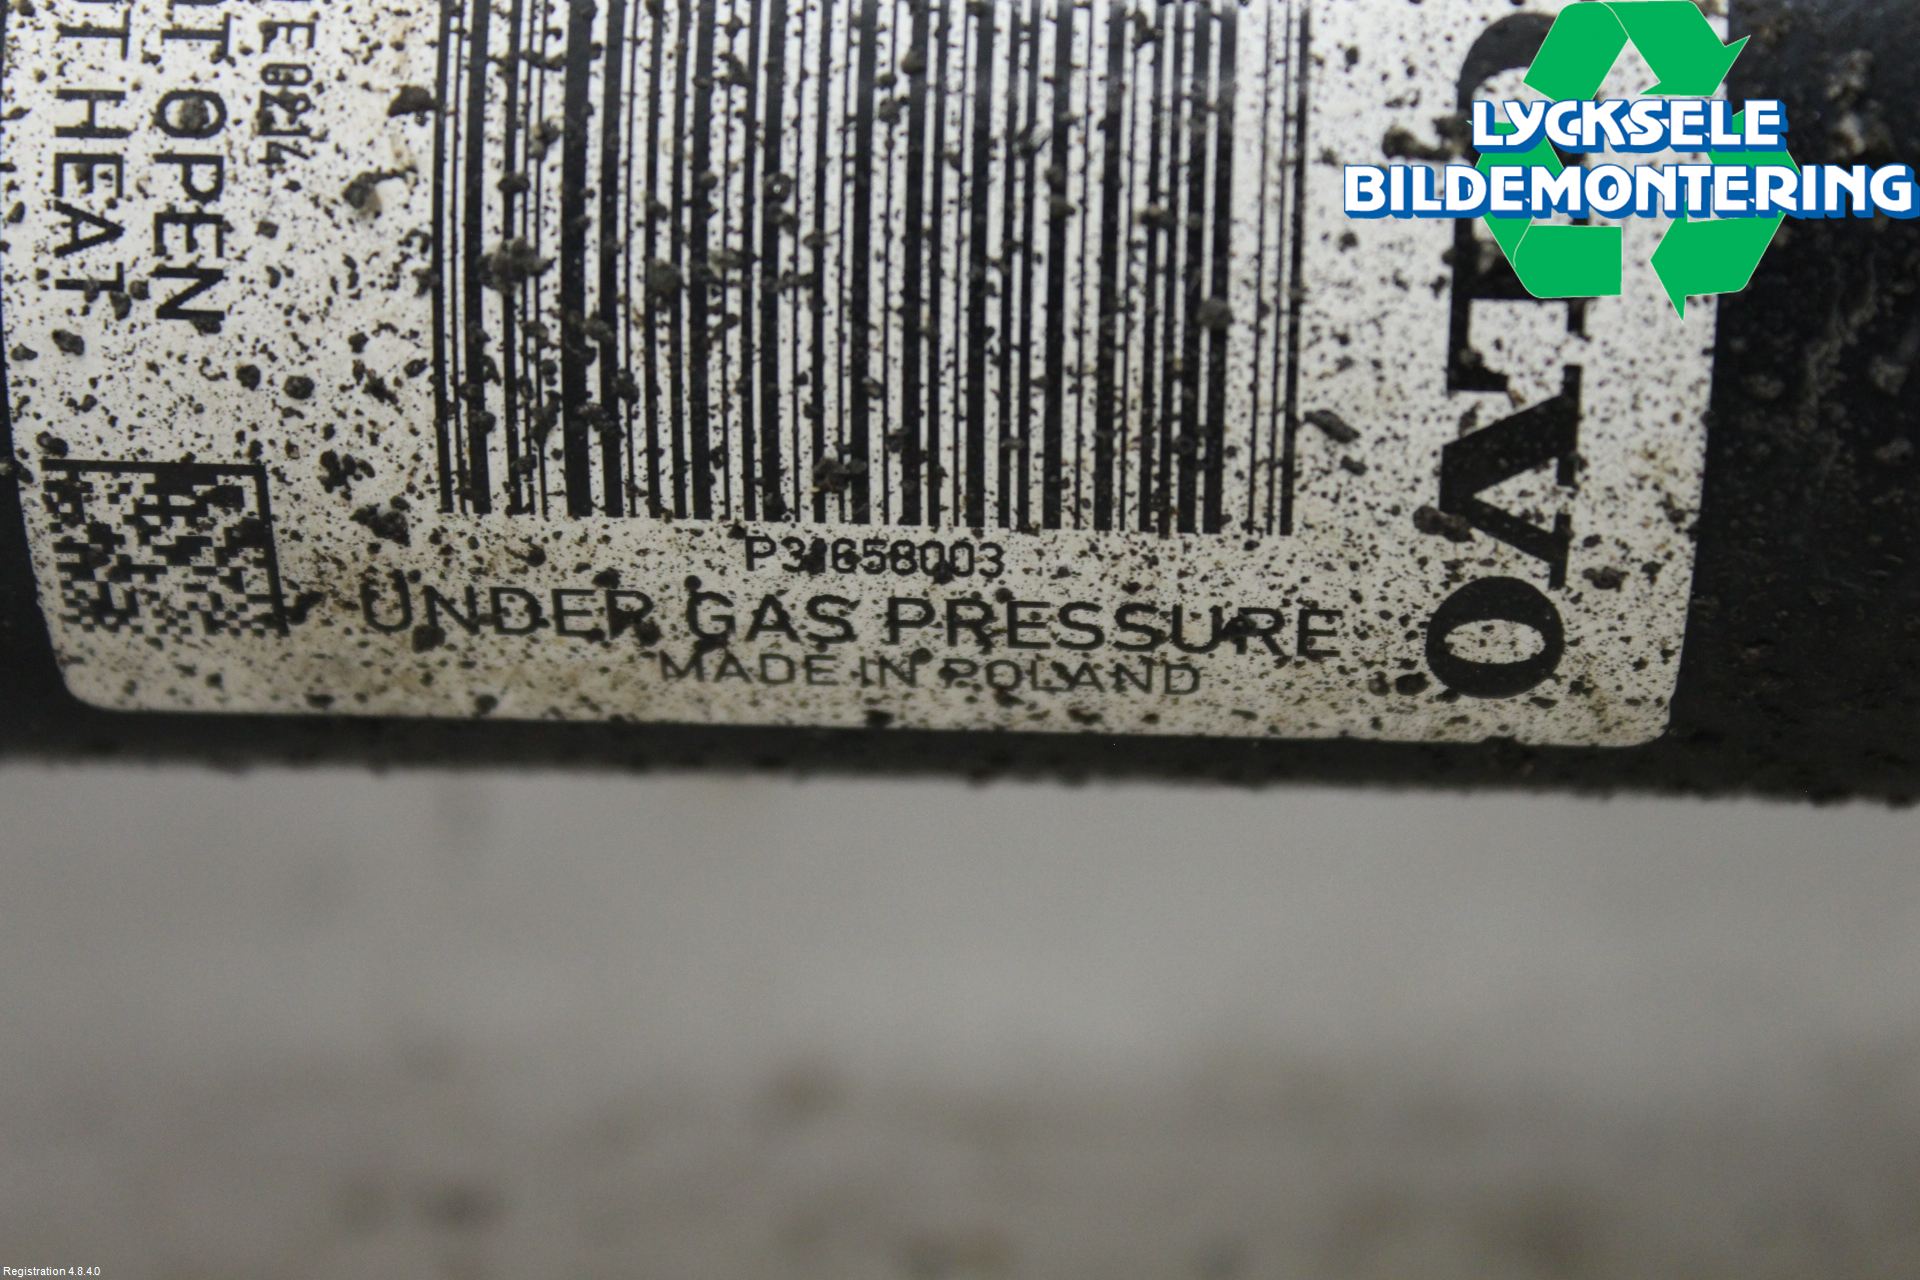 LYCKSELE
BILDEMONTERING
OPEN
HEAT
P31658003
UNDER GAS PRESSURE
MADE IN POLAND
Registration 4.8.4.0